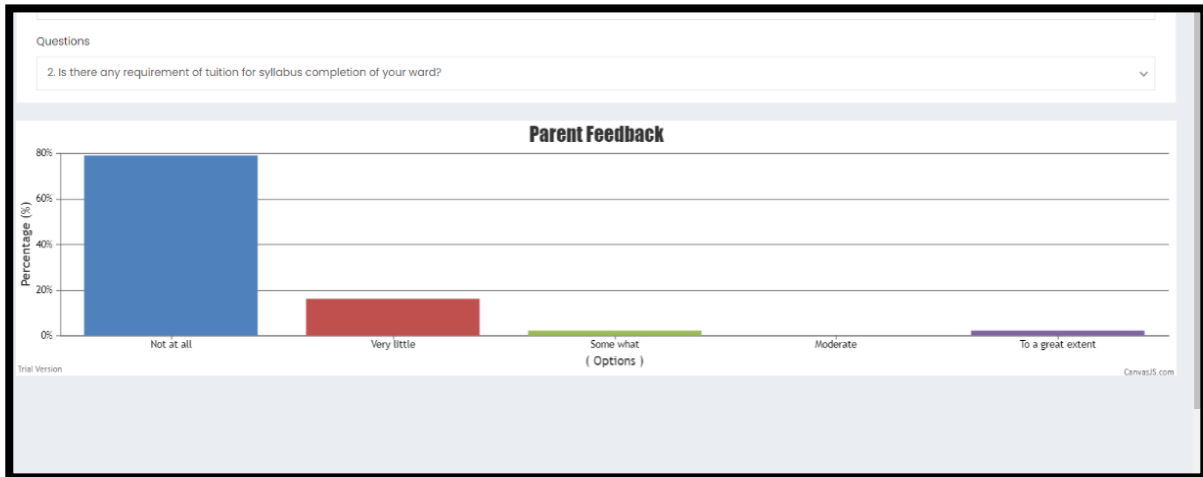 Questions
2. Is there any requirement of tuition for syllabus completion of your ward?
Parent Feedback
80%
60%
40%
20%
0%
Percentage (%)
Not at all Very little Some what Moderate To a great extent
( Options )
Trial Version
CanvasJS.com